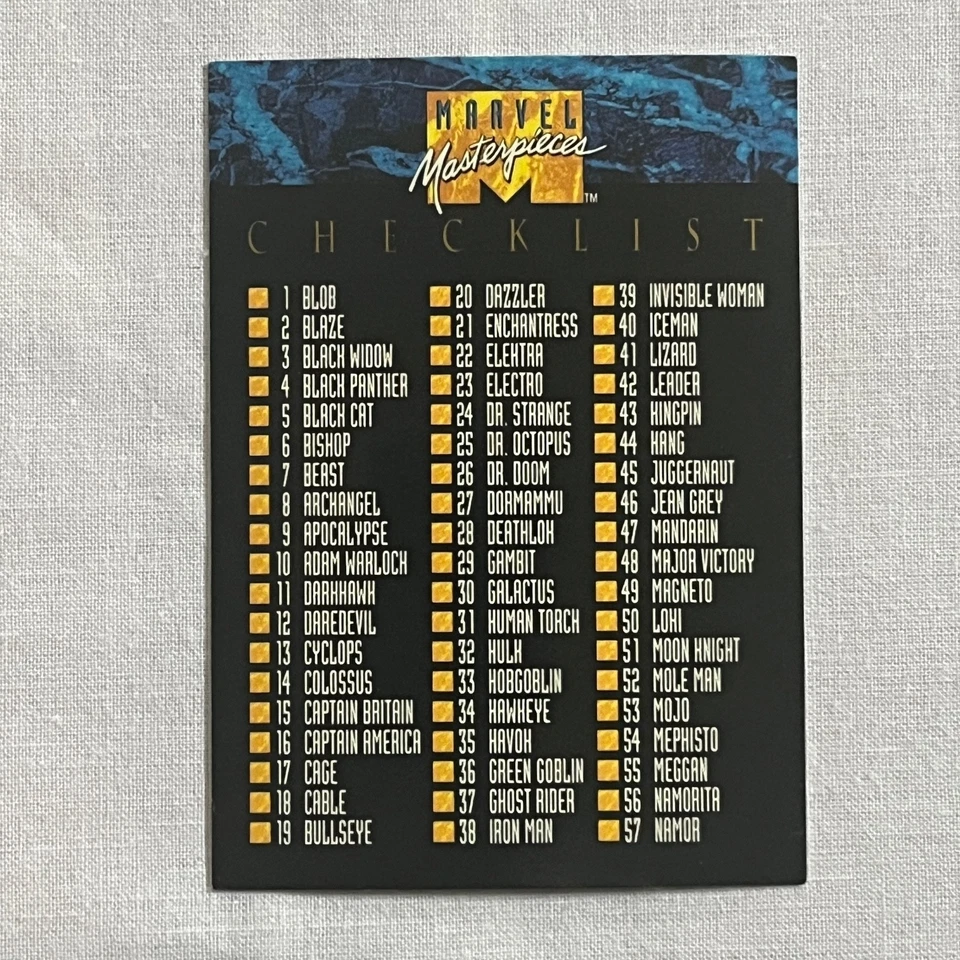 MARVEL
Masterpieces
TM
CHECKLIST
1 BLOB
2 BLAZE
3 BLACK WIDOW
4 BLACK PANTHER
5 BLACK CAT
6 BISHOP
7 BEAST
8 ARCHANGEL
9 APOCALYPSE
10 ADAM WARLOCK
11 DARKHAWK
12 DAREDEVIL
13 CYCLOPS
14 COLOSSUS
15 CAPTAIN BRITAIN
16 CAPTAIN AMERICA
17 CAGE
18 CABLE
19 BULLSEYE
20 DAZZLER
21 ENCHANTRESS
22 ELEKTRA
23 ELECTRO
24 DR. STRANGE
25 DR. OCTOPUS
26 DR. DOOM
27 DORMAMMU
28 DEATHLOK
29 GAMBIT
30 GALACTUS
31 HUMAN TORCH
32 HULK
33 HOBGOBLIN
34 HAWKEYE
35 HAVOK
36 GREEN GOBLIN
37 GHOST RIDER
38 IRON MAN
39 INVISIBLE WOMAN
40 ICEMAN
41 LIZARD
42 LEADER
43 KINGPIN
44 KANG
45 JUGGERNAUT
46 JEAN GREY
47 MANDARIN
48 MAJOR VICTORY
49 MAGNETO
50 LOKI
51 MOON KNIGHT
52 MOLE MAN
53 MOJO
54 MEPHISTO
55 MEGGAN
56 NAMORITA
57 NAMOR